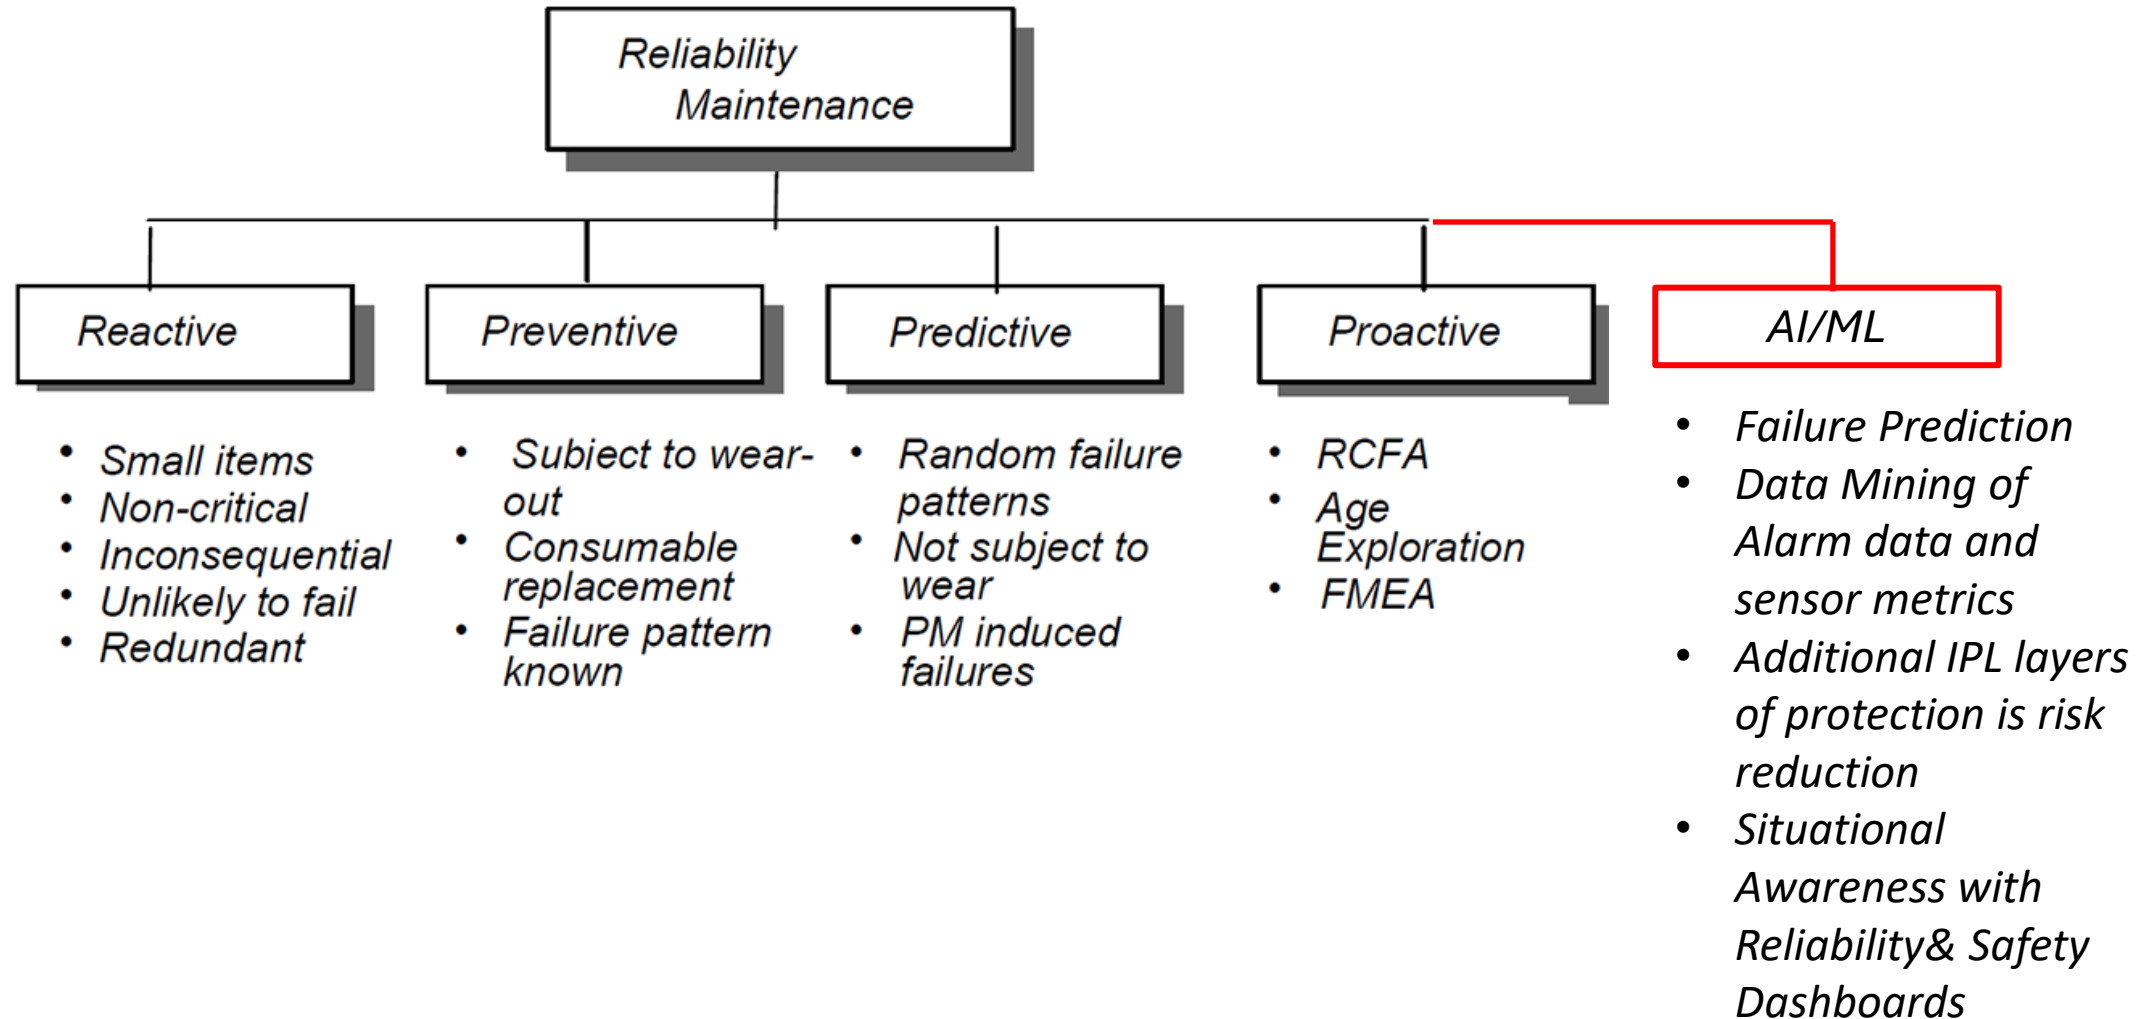 Reliability
Maintenance
Reactive
Preventive
Predictive
Proactive
AI/ML
• Small items
• Non-critical
• Inconsequential
• Unlikely to fail
• Redundant
• Subject to wear-
out
• Consumable
replacement
• Failure pattern
known
• Random failure
patterns
• Not subject to
wear
• PM induced
failures
• RCFA
• Age
Exploration
• FMEA
• Failure Prediction
• Data Mining of
Alarm data and
sensor metrics
• Additional IPL layers
of protection is risk
reduction
• Situational
Awareness with
Reliability& Safety
Dashboards